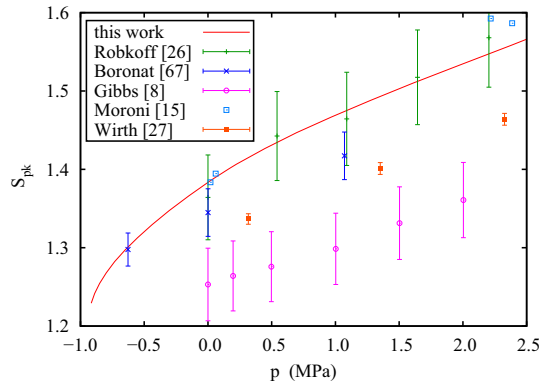 this work
Robkoff [26]
Boronat [67]
Gibbs [8]
Moroni [15]
Wirth [27]
1.6
1.5
1.4
1.3
1.2
S_pk
−1.0 −0.5 0.0 0.5 1.0 1.5 2.0 2.5
p (MPa)